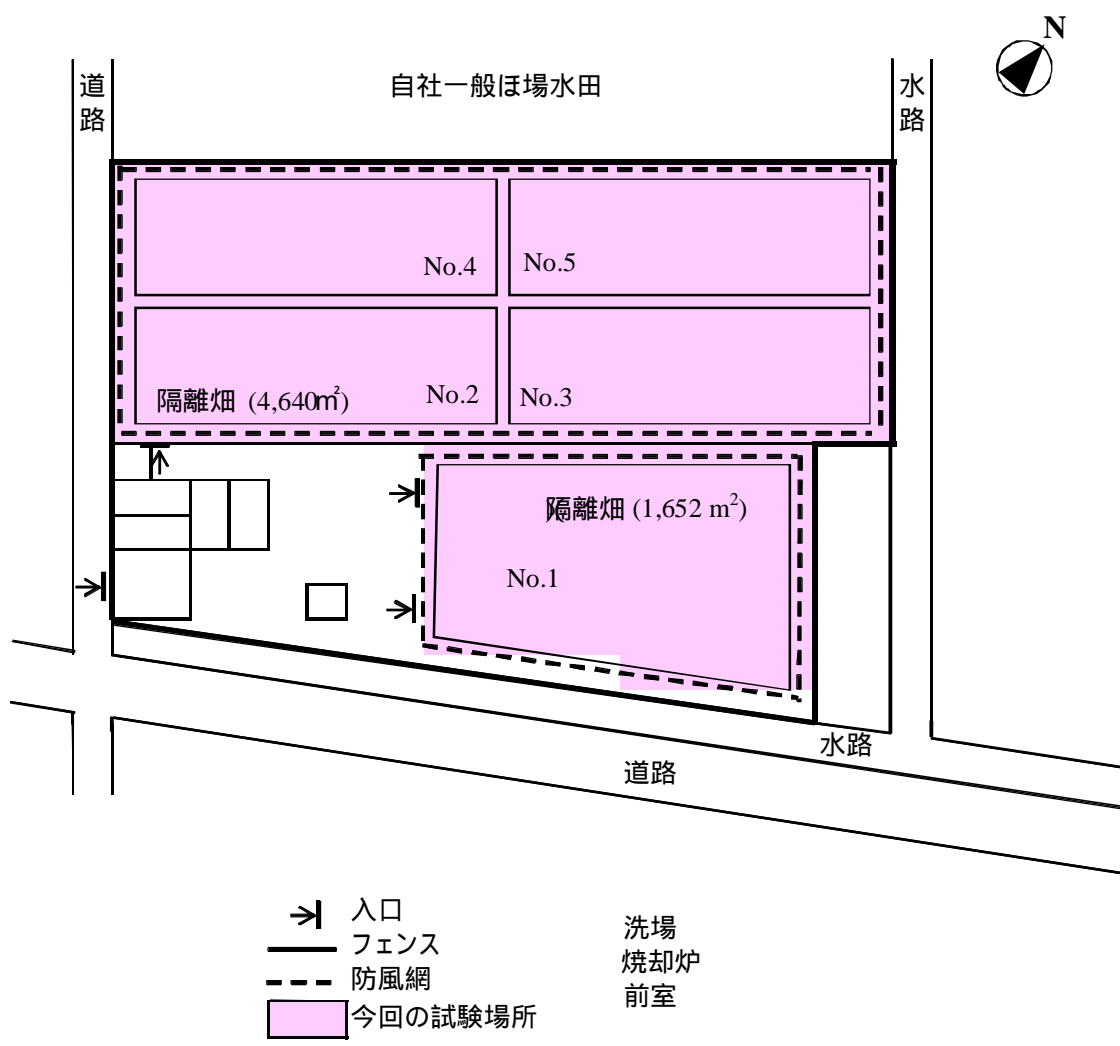 N
道路
自社一般ほ場水田
水路
No.4
No.5
隔離畑 (4,640㎡)
No.2
No.3
隔離畑 (1,652 m²)
No.1
水路
道路
入口
フェンス
防風網
今回の試験場所
洗場
焼却炉
前室